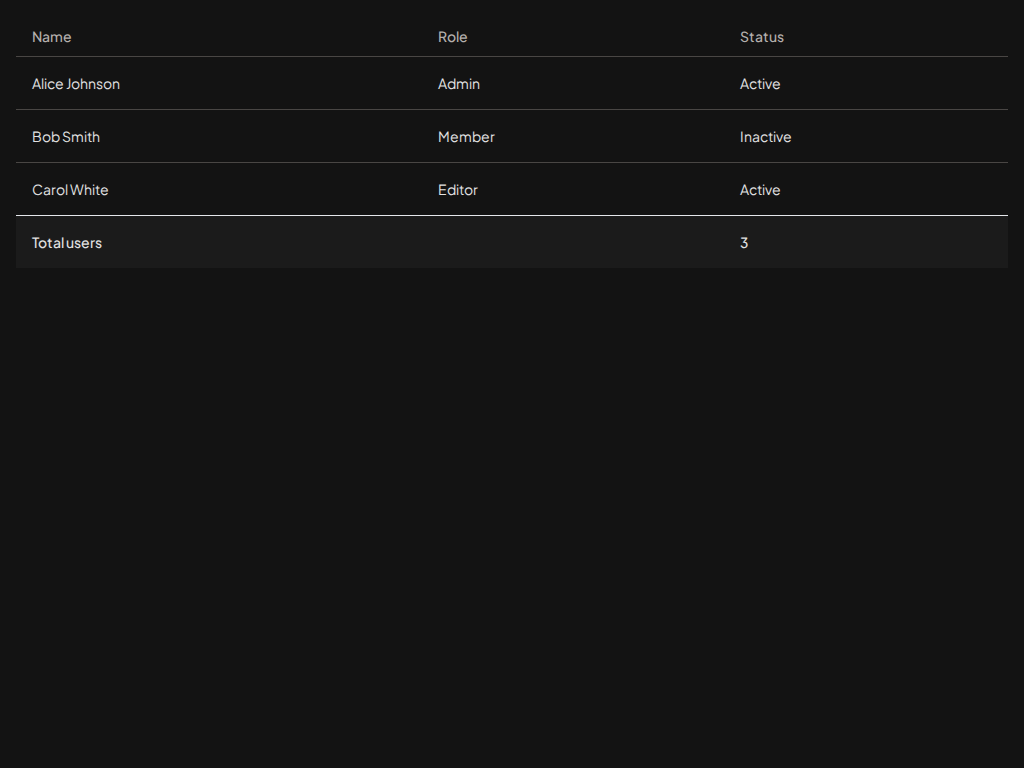 Name Role Status
Alice Johnson Admin Active
Bob Smith Member Inactive
Carol White Editor Active
Total users 3